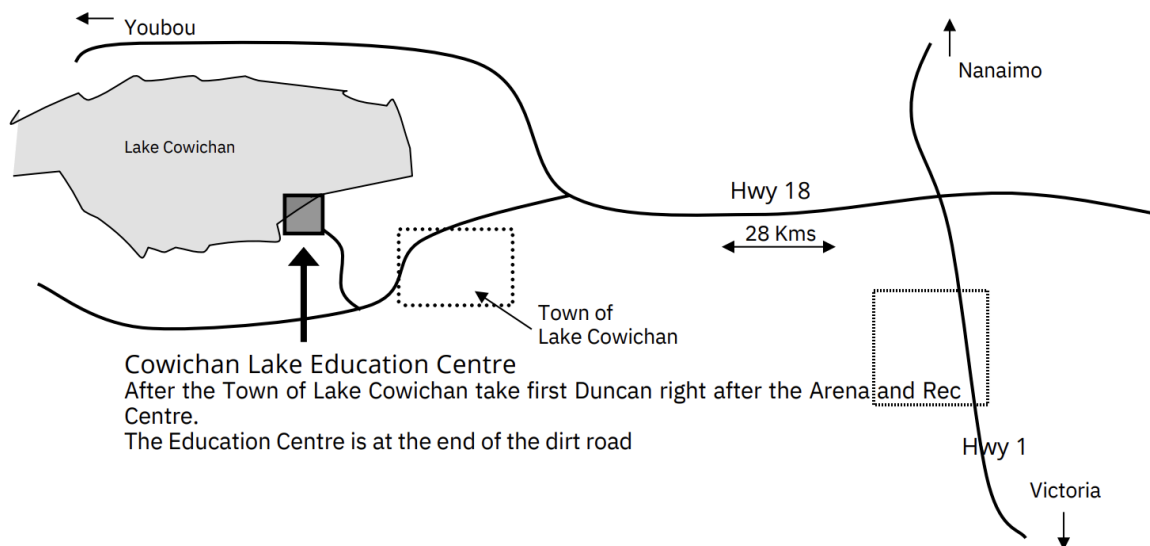 Youbou
Nanaimo
Lake Cowichan
Hwy 18
28 Kms
Town of
Lake Cowichan
Cowichan Lake Education Centre
After the Town of Lake Cowichan take first Duncan right after the Arena and Rec
Centre.
The Education Centre is at the end of the dirt road
Hwy 1
Victoria